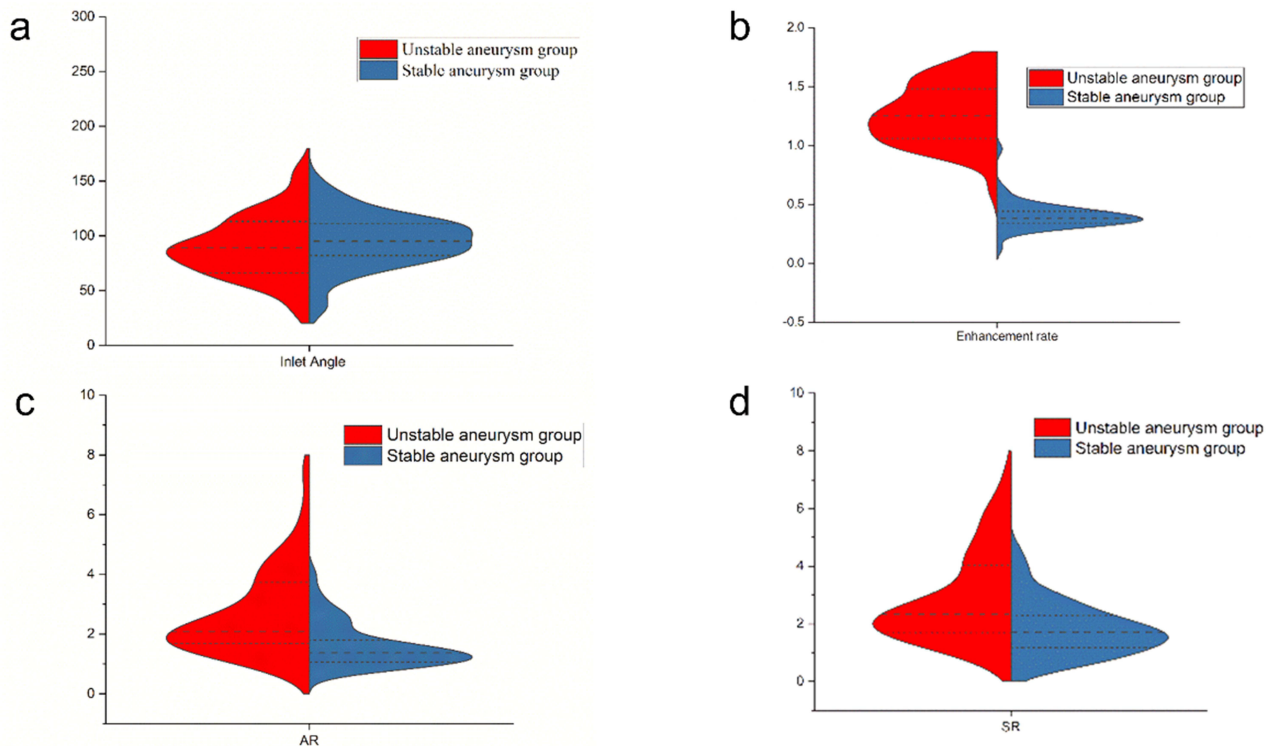 a
300
250
200
150
100
50
0
Unstable aneurysm group
Stable aneurysm group
Inlet Angle
b
2.0
1.5
1.0
0.5
0.0
-0.5
Unstable aneurysm group
Stable aneurysm group
Enhancement rate
c
10
8
6
4
2
0
Unstable aneurysm group
Stable aneurysm group
AR
d
10
8
6
4
2
0
Unstable aneurysm group
Stable aneurysm group
SR